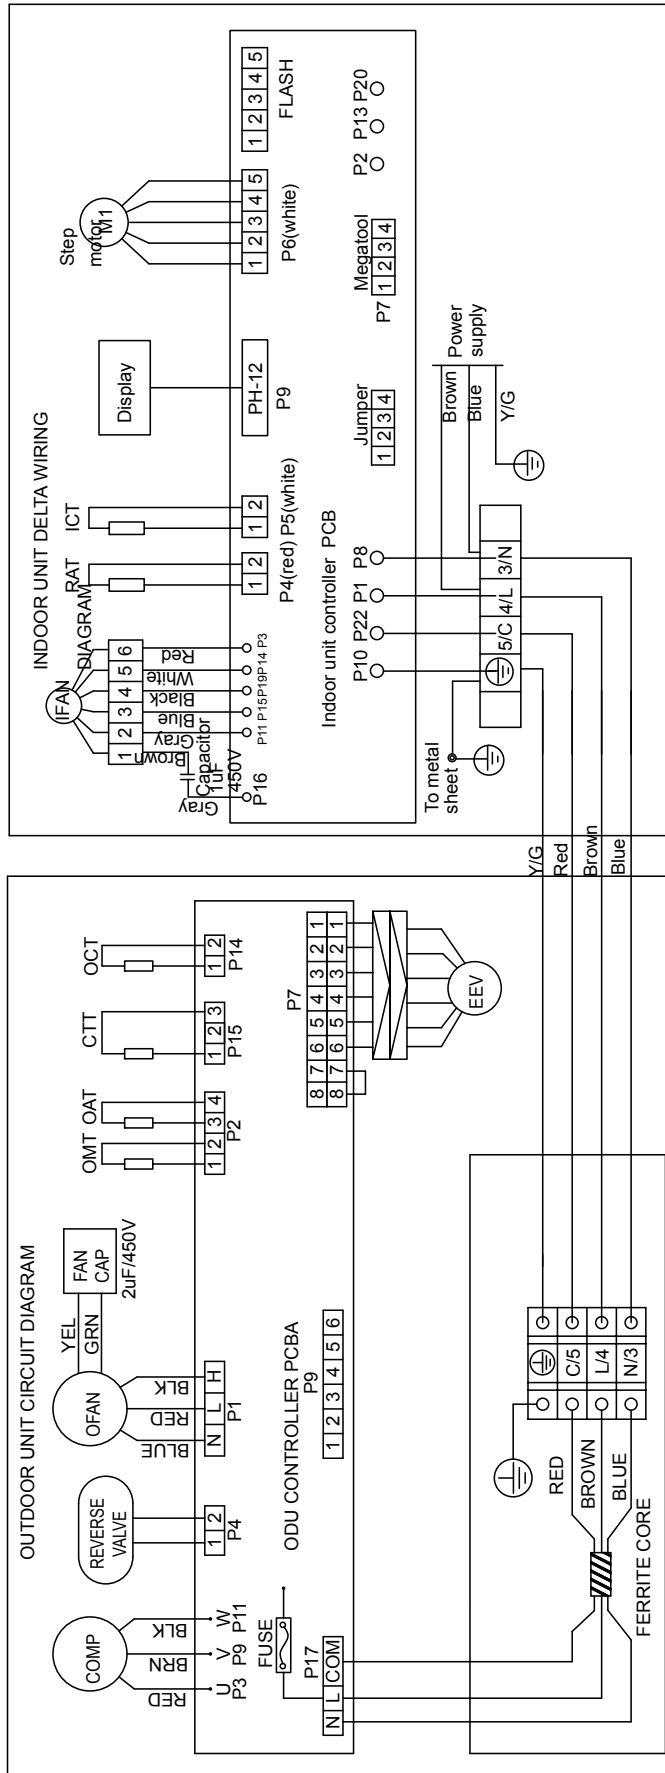 INDOOR UNIT DELTA WIRING
DIAGRAM
IFAN
1 2 3 4 5 6
Brown
Gray
Blue
Black
White
Red
Gray
Capacitor
1uF
450V
P16
P11 P15 P19 P14 P3
RAT
1 2
P4(red)
ICT
1 2
P5(white)
Display
PH-12
P9
Step
motor
M1
1 2 3 4 5
P6(white)
1 2 3 4 5
FLASH
Indoor unit controller PCB
Jumper
1 2 3 4
Megatool
1 2 3 4
P7
P2 P13 P20
P10 P22 P1 P8
To metal
sheet
5/C 4/L 3/N
Brown
Blue
Y/G
Power
supply
Y/G
Red
Brown
Blue
OUTDOOR UNIT CIRCUIT DIAGRAM
COMP
RED
BRN
BLK
U V W
P3 P9 P11
REVERSE
VALVE
1 2
P4
OFAN
YEL
GRN
FAN
CAP
2uF/450V
BLUE
RED
BLK
N L H
P1
OMT OAT
1 2 3 4
P2
CTT
1 2 3
P15
OCT
1 2
P14
ODU CONTROLLER PCBA
FUSE
P17
N L COM
P9
1 2 3 4 5 6
P7
8 7 6 5 4 3 2 1
8 7 6 5 4 3 2 1
EEV
FERRITE CORE
RED
BROWN
BLUE
C/5
L/4
N/3